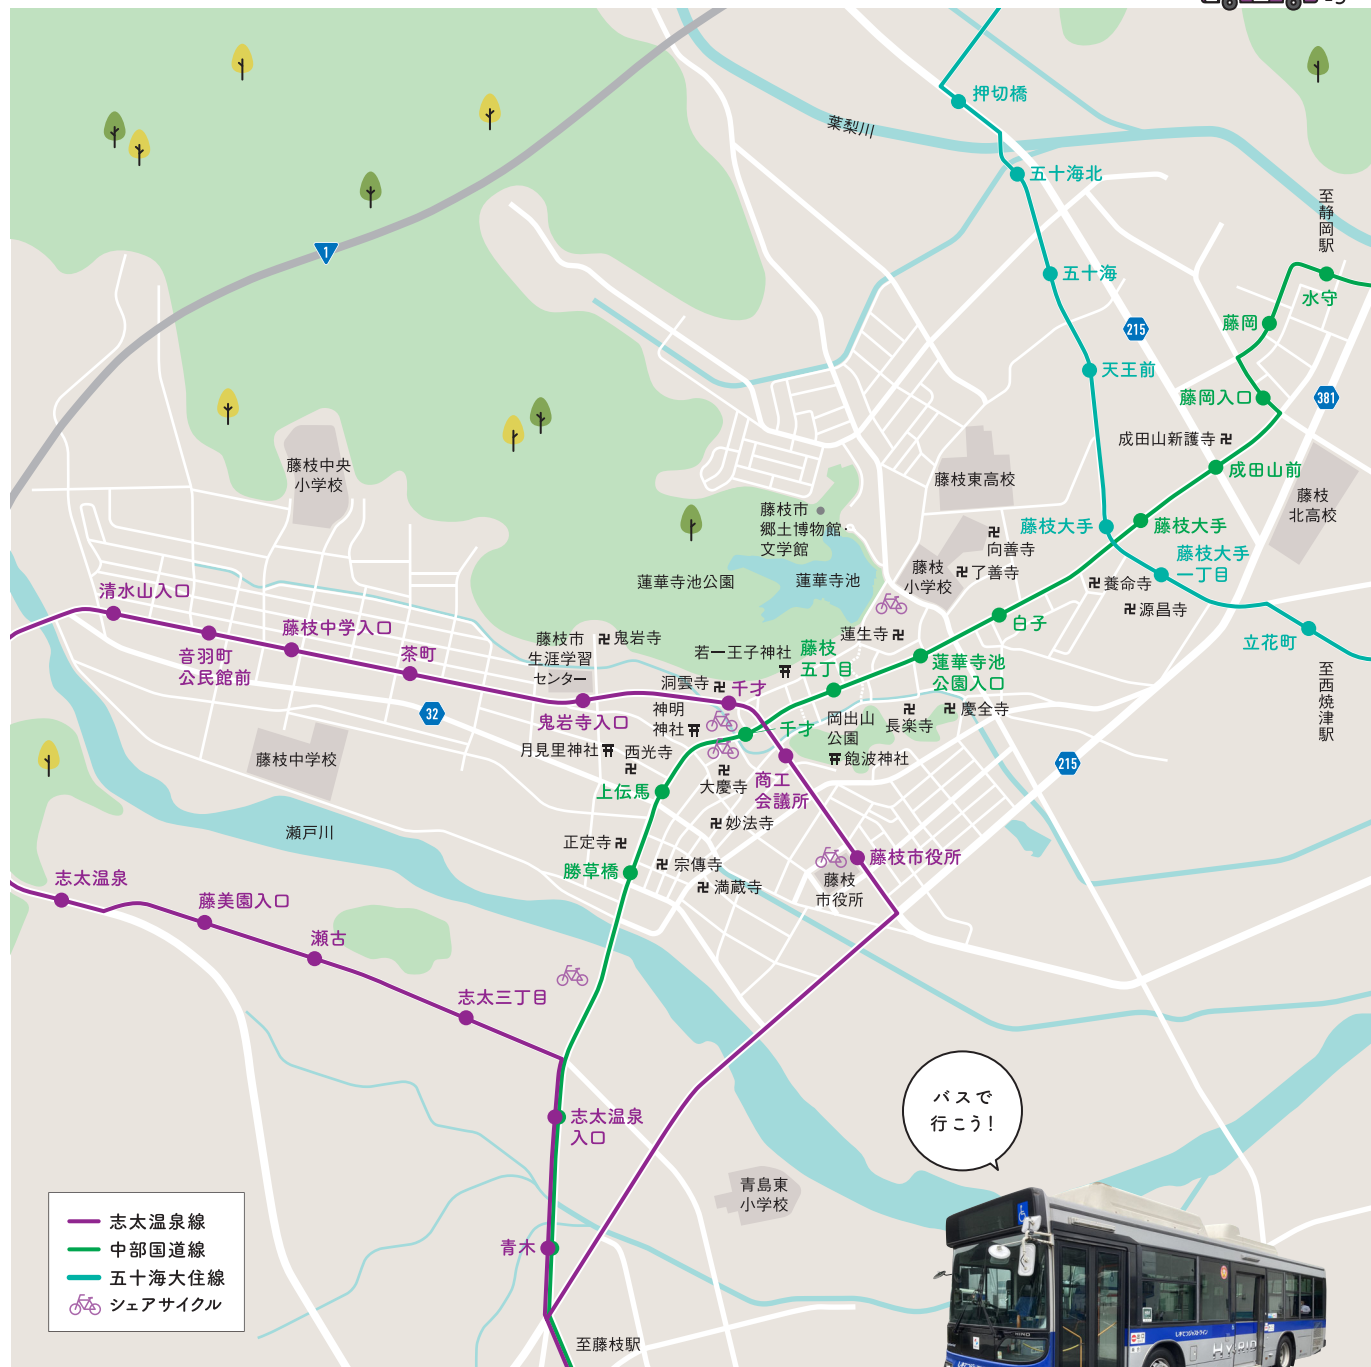 押切橋
葉梨川
五十海北
至静岡駅
1
五十海
水守
藤岡
215
天王前
藤岡入口
381
成田山新護寺
成田山前
藤枝中央
小学校
藤枝東高校
藤枝
北高校
藤枝市
郷土博物館・
文学館
藤枝大手
藤枝大手
向善寺
藤枝大手
一丁目
藤枝
小学校
了善寺
蓮華寺池公園
蓮華寺池
養命寺
源昌寺
清水山入口
藤枝中学入口
音羽町
公民館前
茶町
藤枝市
生涯学習
センター
鬼岩寺
若一王子神社
藤枝
五丁目
蓮生寺
白子
立花町
蓮華寺池
公園入口
至西焼津駅
洞雲寺
千才
鬼岩寺入口
神明
神社
32
千才
岡出山
公園
長楽寺
慶全寺
月見里神社
西光寺
藤枝中学校
飽波神社
215
大慶寺
商工
会議所
上伝馬
瀬戸川
妙法寺
正定寺
宗傳寺
勝草橋
満蔵寺
藤枝市役所
藤枝
市役所
志太温泉
藤美園入口
瀬古
志太三丁目
志太温泉
入口
バスで
行こう!
青島東
小学校
青木
志太温泉線
中部国道線
五十海大住線
シェアサイクル
至藤枝駅
しずてつジャストライン
HYBRID